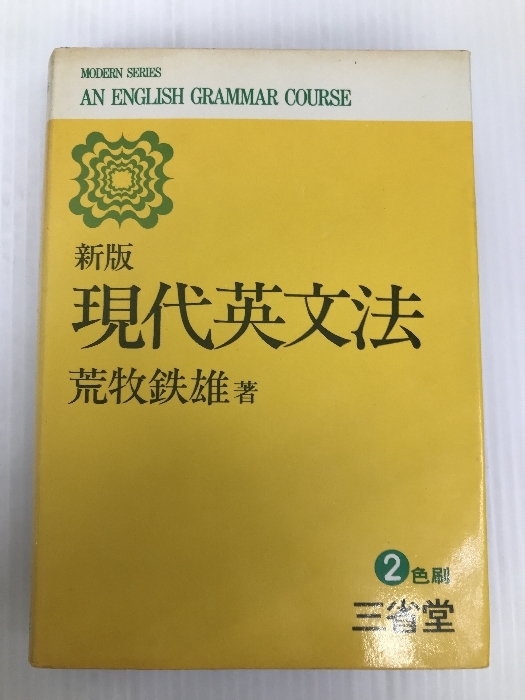 MODERN SERIES
AN ENGLISH GRAMMAR COURSE
新版
現代英文法
荒牧鉄雄著
2色刷
三省堂